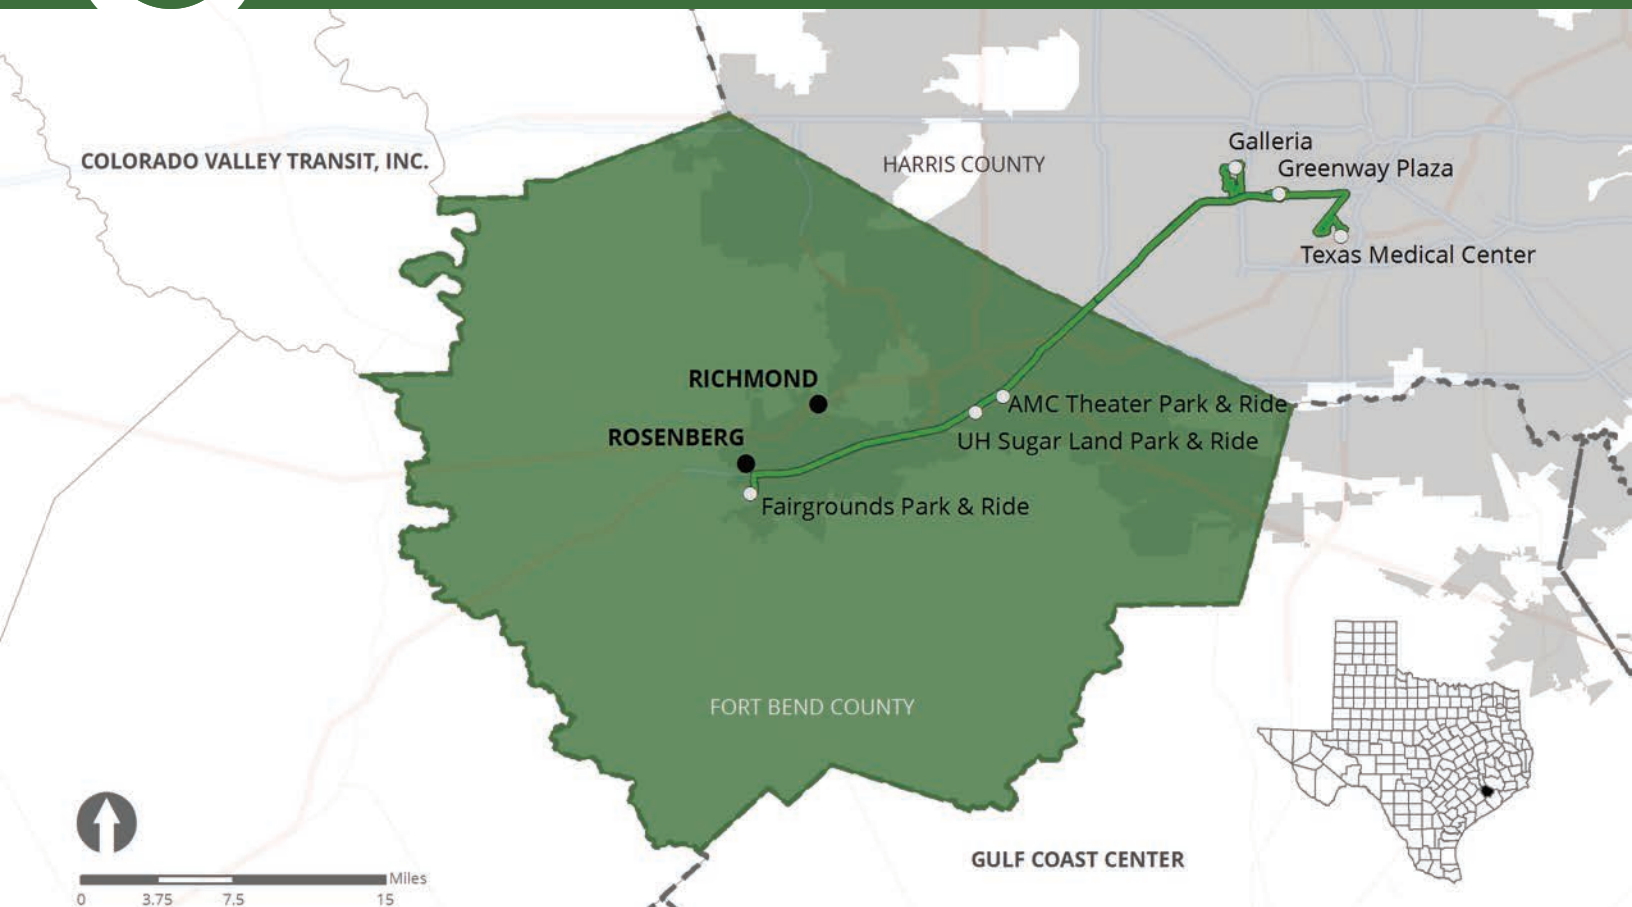 Galleria
COLORADO VALLEY TRANSIT, INC.
HARRIS COUNTY
Greenway Plaza
Texas Medical Center
RICHMOND
AMC Theater Park & Ride
ROSENBERG
UH Sugar Land Park & Ride
Fairgrounds Park & Ride
FORT BEND COUNTY
GULF COAST CENTER
Miles
0 3.75 7.5 15